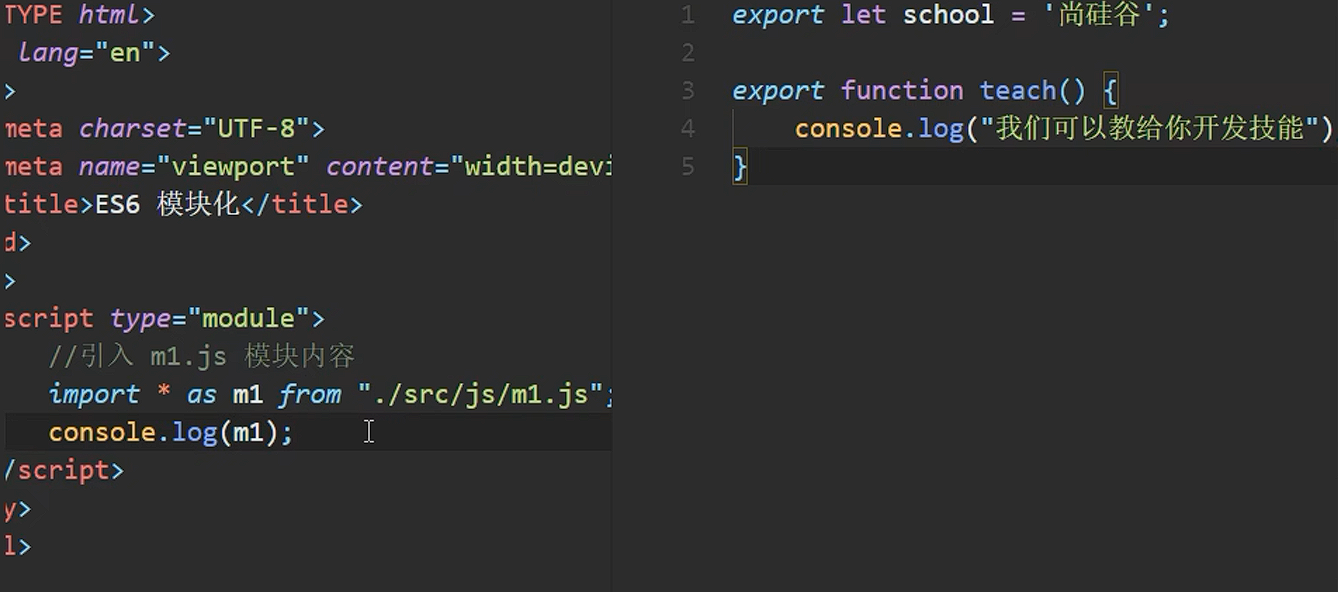 TYPE html>
lang="en">
>
meta charset="UTF-8">
meta name="viewport" content="width=devi
title>ES6 模块化</title>
d>
>
script type="module">
//引入 m1.js 模块内容
import * as m1 from "./src/js/m1.js";
console.log(m1);
/script>
y>
l>
1 export let school = '尚硅谷';
2
3 export function teach() {
4 console.log("我们可以教给你开发技能")
5 }